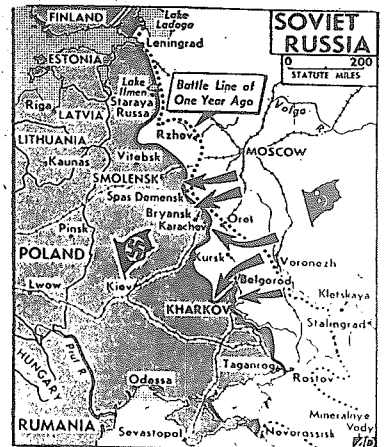 SOVIET
RUSSIA
0 200
STATUTE MILES
FINLAND
Lake
Ladoga
Leningrad
ESTONIA
Lake
Ilmen
Staraya
Russa
Battle Line of
One Year Ago
Riga
LATVIA
Rzhev
Volga R.
LITHUANIA
Kaunas
Vitebsk
MOSCOW
SMOLENSK
Spas Demensk
Bryansk
Karachev
Orel
Pinsk
POLAND
Kursk
Voronezh
Lwow
Kiev
Belgorod
Kletskaya
KHARKOV
Stalingrad
HUNGARY
Prut R.
Taganrog
Rostov
Odessa
Mineralnye
Vody
RUMANIA
Sevastopol
Novorossisk